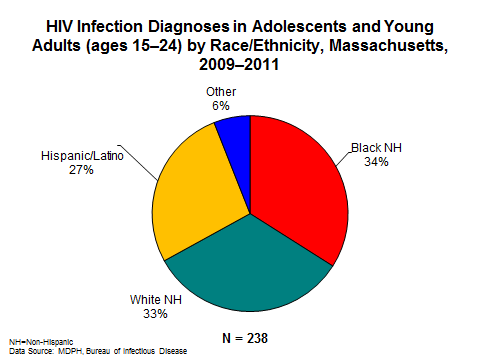 HIV Infection Diagnoses in Adolescents and Young
Adults (ages 15–24) by Race/Ethnicity, Massachusetts,
2009–2011
Other
6%
Black NH
34%
Hispanic/Latino
27%
White NH
33%
N = 238
NH=Non-Hispanic
Data Source: MDPH, Bureau of Infectious Disease